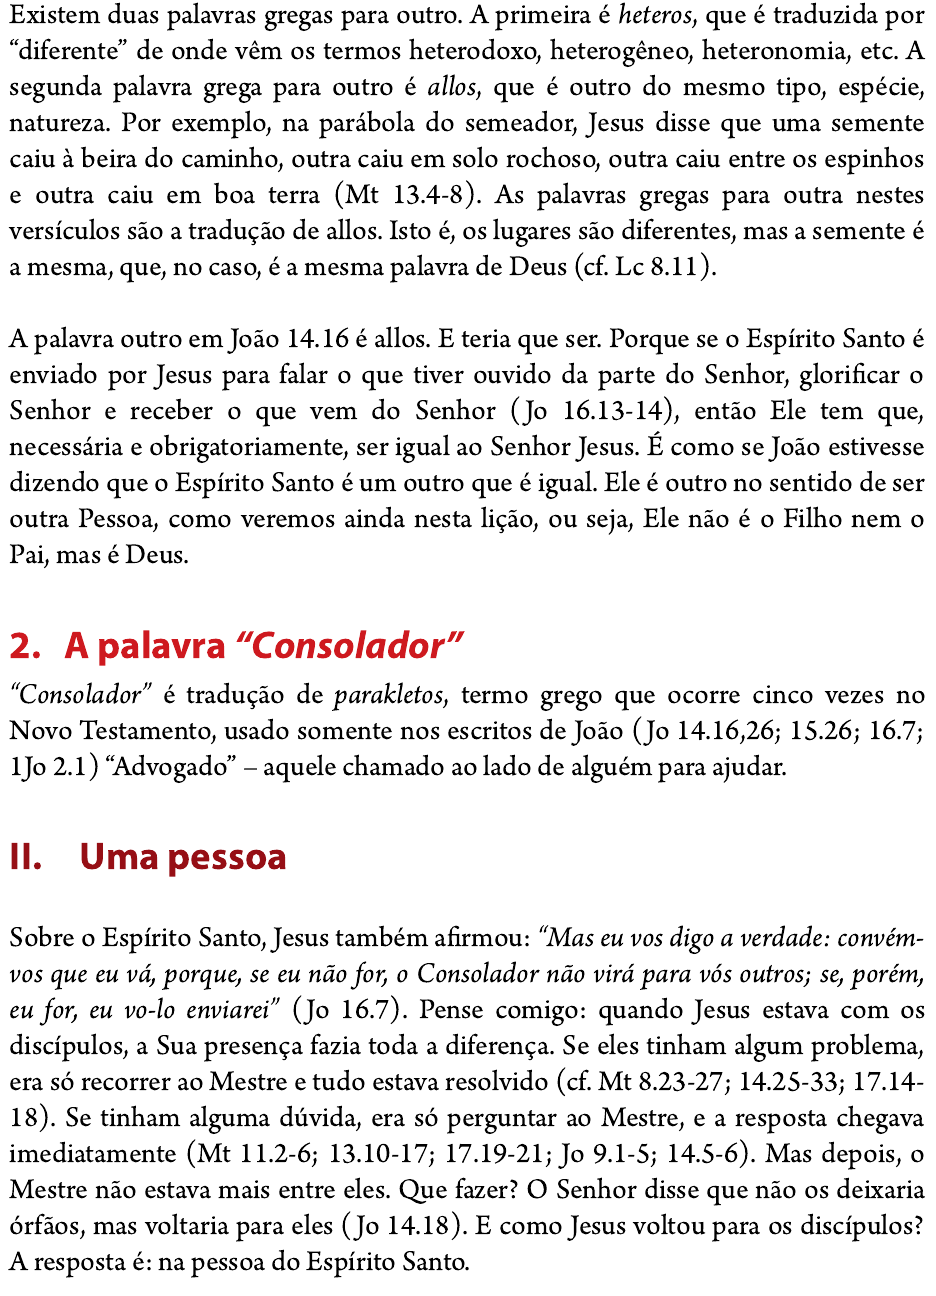 Existem duas palavras gregas para outro. A primeira é heteros, que é traduzida por
“diferente” de onde vêm os termos heterodoxo, heterogêneo, heteronomia, etc. A
segunda palavra grega para outro é allos, que é outro do mesmo tipo, espécie,
natureza. Por exemplo, na parábola do semeador, Jesus disse que uma semente
caiu à beira do caminho, outra caiu em solo rochoso, outra caiu entre os espinhos
e outra caiu em boa terra (Mt 13.4-8). As palavras gregas para outra nestes
versículos são a tradução de allos. Isto é, os lugares são diferentes, mas a semente é
a mesma, que, no caso, é a mesma palavra de Deus (cf. Lc 8.11).
A palavra outro em João 14.16 é allos. E teria que ser. Porque se o Espírito Santo é
enviado por Jesus para falar o que tiver ouvido da parte do Senhor, glorificar o
Senhor e receber o que vem do Senhor (Jo 16.13-14), então Ele tem que,
necessária e obrigatoriamente, ser igual ao Senhor Jesus. É como se João estivesse
dizendo que o Espírito Santo é um outro que é igual. Ele é outro no sentido de ser
outra Pessoa, como veremos ainda nesta lição, ou seja, Ele não é o Filho nem o
Pai, mas é Deus.
2. A palavra “Consolador”
“Consolador” é tradução de parakletos, termo grego que ocorre cinco vezes no
Novo Testamento, usado somente nos escritos de João (Jo 14.16,26; 15.26; 16.7;
1Jo 2.1) “Advogado” – aquele chamado ao lado de alguém para ajudar.
II. Uma pessoa
Sobre o Espírito Santo, Jesus também afirmou: “Mas eu vos digo a verdade: convém-
vos que eu vá, porque, se eu não for, o Consolador não virá para vós outros; se, porém,
eu for, eu vo-lo enviarei” (Jo 16.7). Pense comigo: quando Jesus estava com os
discípulos, a Sua presença fazia toda a diferença. Se eles tinham algum problema,
era só recorrer ao Mestre e tudo estava resolvido (cf. Mt 8.23-27; 14.25-33; 17.14-
18). Se tinham alguma dúvida, era só perguntar ao Mestre, e a resposta chegava
imediatamente (Mt 11.2-6; 13.10-17; 17.19-21; Jo 9.1-5; 14.5-6). Mas depois, o
Mestre não estava mais entre eles. Que fazer? O Senhor disse que não os deixaria
órfãos, mas voltaria para eles (Jo 14.18). E como Jesus voltou para os discípulos?
A resposta é: na pessoa do Espírito Santo.